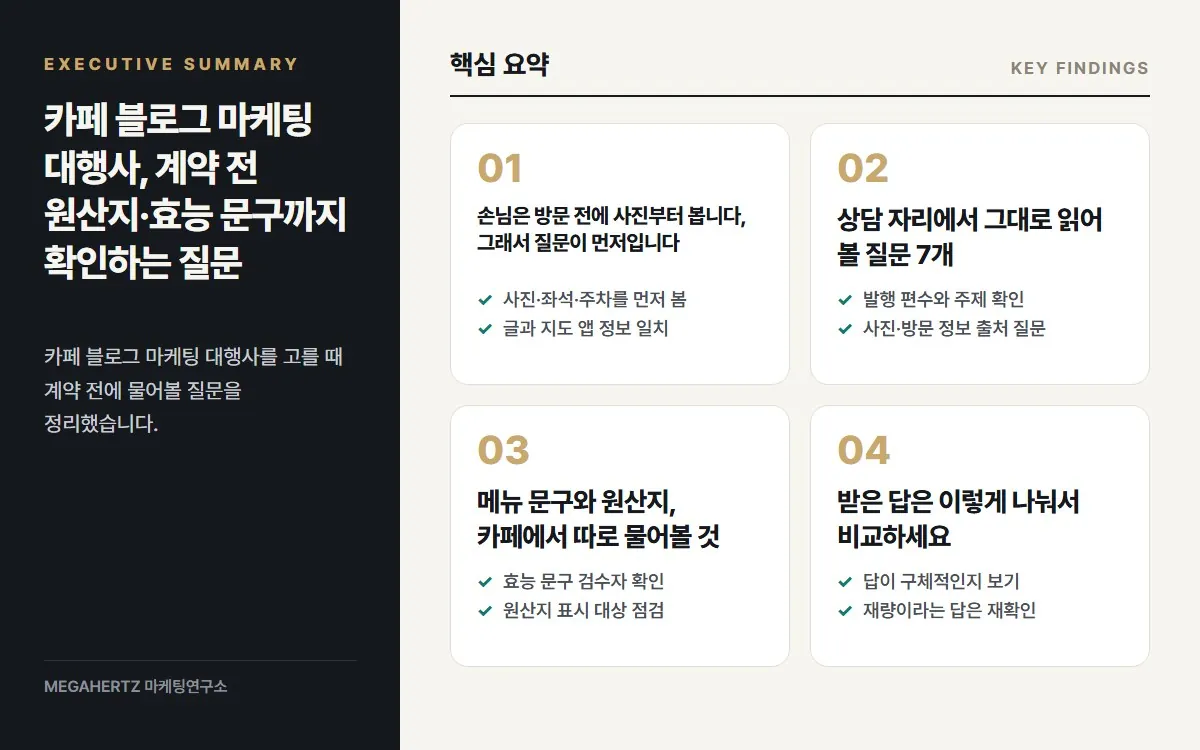 EXECUTIVE SUMMARY
카페 블로그 마케팅
대행사, 계약 전
원산지·효능 문구까지
확인하는 질문
카페 블로그 마케팅 대행사를 고를 때
계약 전에 물어볼 질문을
정리했습니다.
MEGAHERTZ 마케팅연구소
핵심 요약
KEY FINDINGS
01
손님은 방문 전에 사진부터 봅니다,
그래서 질문이 먼저입니다
사진·좌석·주차를 먼저 봄
글과 지도 앱 정보 일치
02
상담 자리에서 그대로 읽어
볼 질문 7개
발행 편수와 주제 확인
사진·방문 정보 출처 질문
03
메뉴 문구와 원산지,
카페에서 따로 물어볼 것
효능 문구 검수자 확인
원산지 표시 대상 점검
04
받은 답은 이렇게 나눠서
비교하세요
답이 구체적인지 보기
재량이라는 답은 재확인